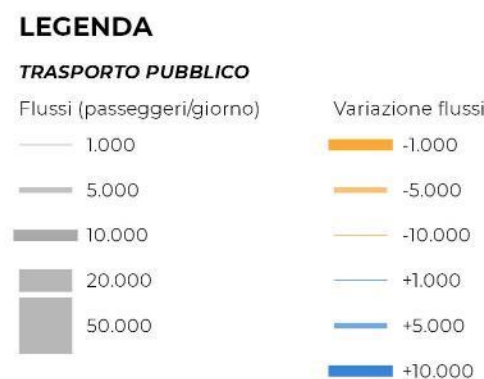 LEGENDA
TRASPORTO PUBBLICO
Flussi (passeggeri/giorno)
1.000
5.000
10.000
20.000
50.000
Variazione flussi
-1.000
-5.000
-10.000
+1.000
+5.000
+10.000